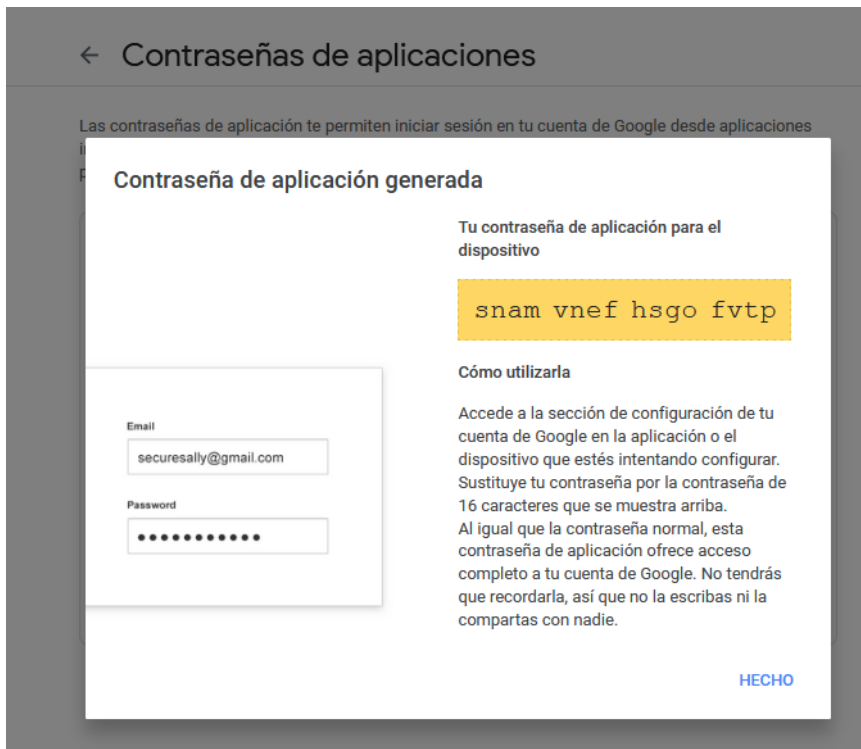 Contraseñas de aplicaciones
Las contraseñas de aplicación te permiten iniciar sesión en tu cuenta de Google desde aplicaciones
Contraseña de aplicación generada
Tu contraseña de aplicación para el
dispositivo
snam vnef hsgo fvtp
Email
securesally@gmail.com
Password
Cómo utilizarla
Accede a la sección de configuración de tu
cuenta de Google en la aplicación o el
dispositivo que estés intentando configurar.
Sustituye tu contraseña por la contraseña de
16 caracteres que se muestra arriba.
Al igual que la contraseña normal, esta
contraseña de aplicación ofrece acceso
completo a tu cuenta de Google. No tendrás
que recordarla, así que no la escribas ni la
compartas con nadie.
HECHO